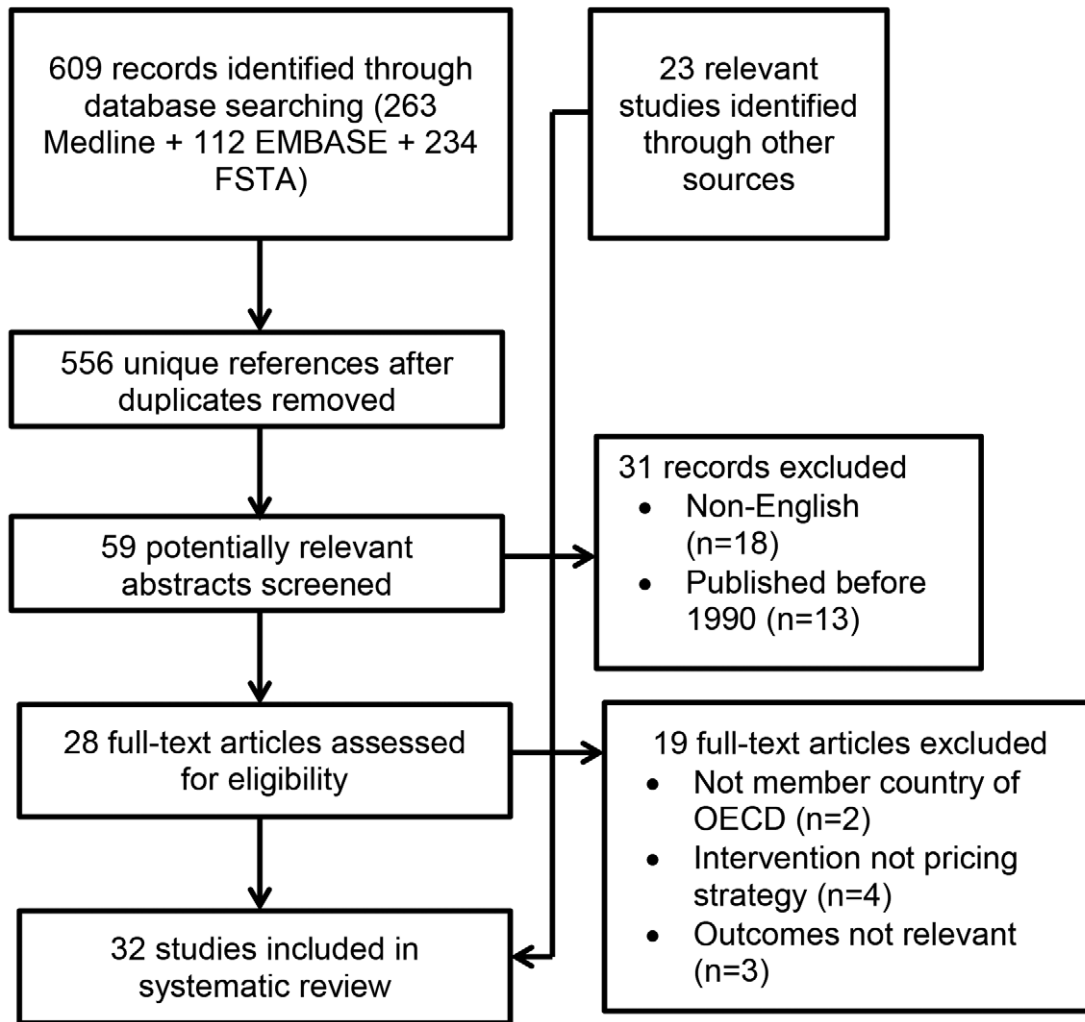 609 records identified through
database searching (263
Medline + 112 EMBASE + 234
FSTA)
23 relevant
studies identified
through other
sources
556 unique references after
duplicates removed
59 potentially relevant
abstracts screened
31 records excluded
• Non-English
(n=18)
• Published before
1990 (n=13)
28 full-text articles assessed
for eligibility
19 full-text articles excluded
• Not member country of
OECD (n=2)
• Intervention not pricing
strategy (n=4)
• Outcomes not relevant
(n=3)
32 studies included in
systematic review